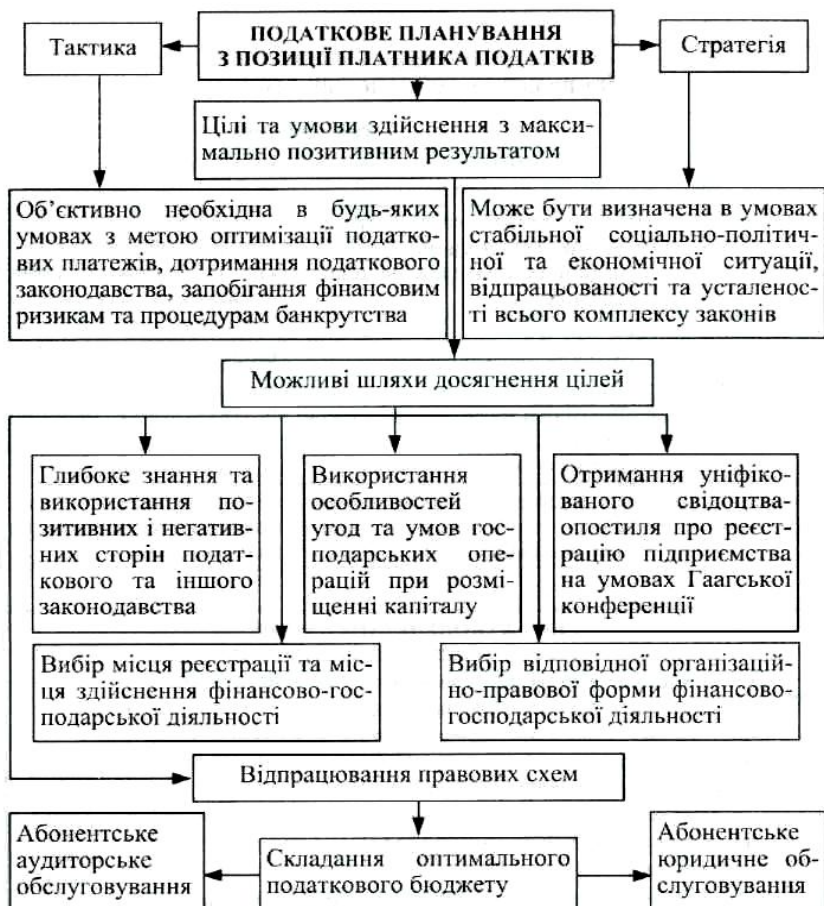 ПОДАТКОВЕ ПЛАНУВАННЯ
З ПОЗИЦІЇ ПЛАТНИКА ПОДАТКІВ
Тактика
Стратегія
Цілі та умови здійснення з макси-
мально позитивним результатом
Об’єктивно необхідна в будь-яких
умовах з метою оптимізації податко-
вих платежів, дотримання податкового
законодавства, запобігання фінансовим
ризикам та процедурам банкрутства
Може бути визначена в умовах
стабільної соціально-політич-
ної та економічної ситуації,
відпрацьованості та усталенос-
ті всього комплексу законів
Можливі шляхи досягнення цілей
Глибоке знання та
використання по-
зитивних і негатив-
них сторін подат-
кового та іншого
законодавства
Використання
особливостей
угод та умов гос-
подарських опе-
рацій при розмі-
щенні капіталу
Отримання уніфіко-
ваного свідоцтва-
опостиля про реєст-
рацію підприємства
на умовах Гаагської
конференції
Вибір місця реєстрації та міс-
ця здійснення фінансово-гос-
подарської діяльності
Вибір відповідної організацій-
но-правової форми фінансово-
господарської діяльності
Відпрацювання правових схем
Абонентське
аудиторське
обслуговування
Складання оптимального
податкового бюджету
Абонентське
юридичне об-
слуговування